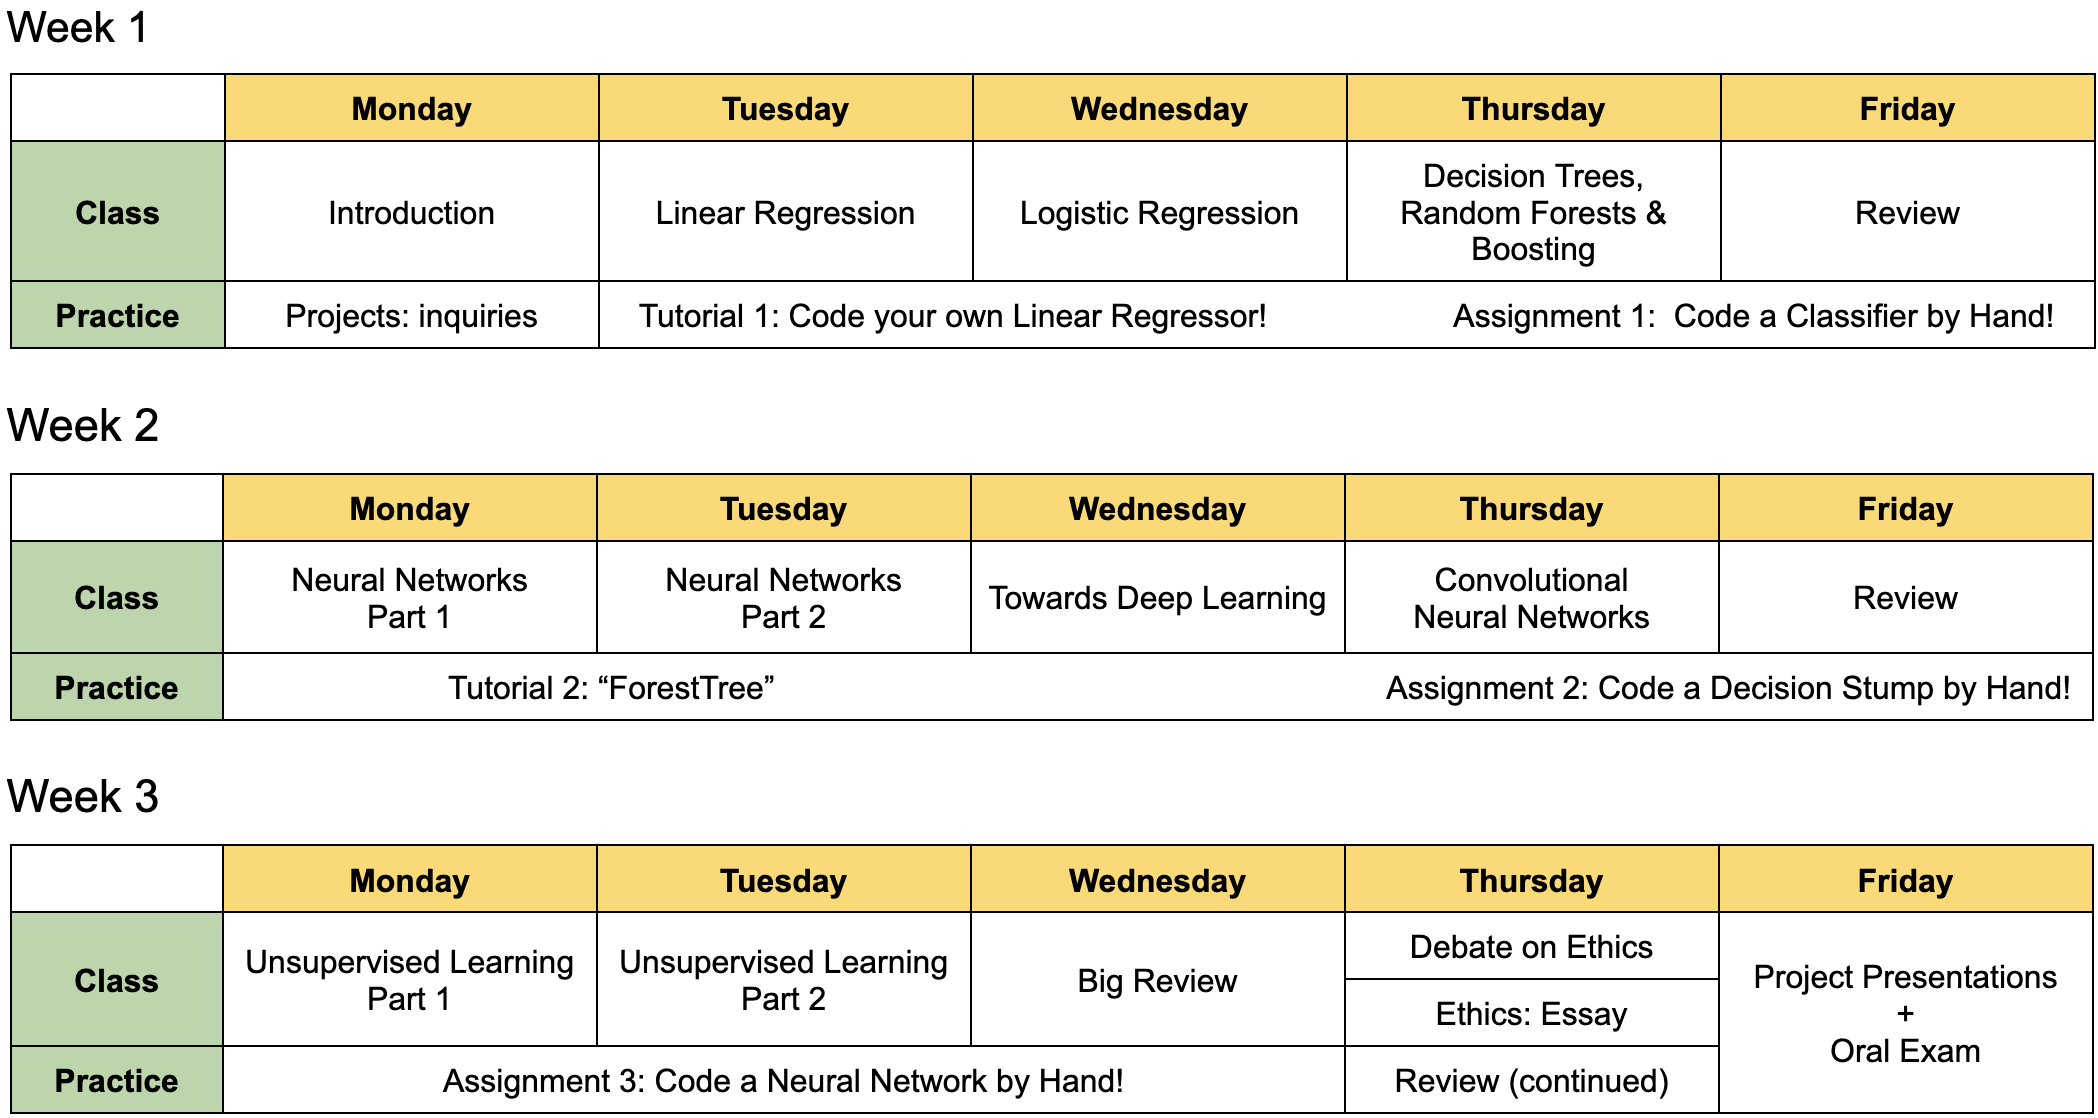 Week 1
Monday Tuesday Wednesday Thursday Friday
Class
Introduction
Linear Regression
Logistic Regression
Decision Trees,
Random Forests &
Boosting
Review
Practice
Projects: inquiries
Tutorial 1: Code your own Linear Regressor!
Assignment 1:  Code a Classifier by Hand!
Week 2
Monday Tuesday Wednesday Thursday Friday
Class
Neural Networks
Part 1
Neural Networks
Part 2
Towards Deep Learning
Convolutional
Neural Networks
Review
Practice
Tutorial 2: “ForestTree”
Assignment 2: Code a Decision Stump by Hand!
Week 3
Monday Tuesday Wednesday Thursday Friday
Class
Unsupervised Learning
Part 1
Unsupervised Learning
Part 2
Big Review
Debate on Ethics
Ethics: Essay
Project Presentations
+
Oral Exam
Practice
Assignment 3: Code a Neural Network by Hand!
Review (continued)